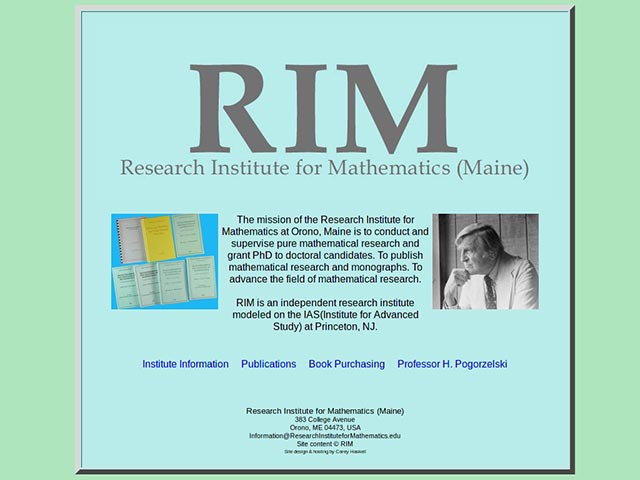 RIM
Research Institute for Mathematics (Maine)
The mission of the Research Institute for
Mathematics at Orono, Maine is to conduct and
supervise pure mathematical research and
grant PhD to doctoral candidates. To publish
mathematical research and monographs. To
advance the field of mathematical research.
RIM is an independent research institute
modeled on the IAS(Institute for Advanced
Study) at Princeton, NJ.
Institute Information Publications Book Purchasing Professor H. Pogorzelski
Research Institute for Mathematics (Maine)
383 College Avenue
Orono, ME 04473, USA
Information@ResearchInstituteforMathematics.edu
Site content © RIM
Site design & hosting by Carey Haskell